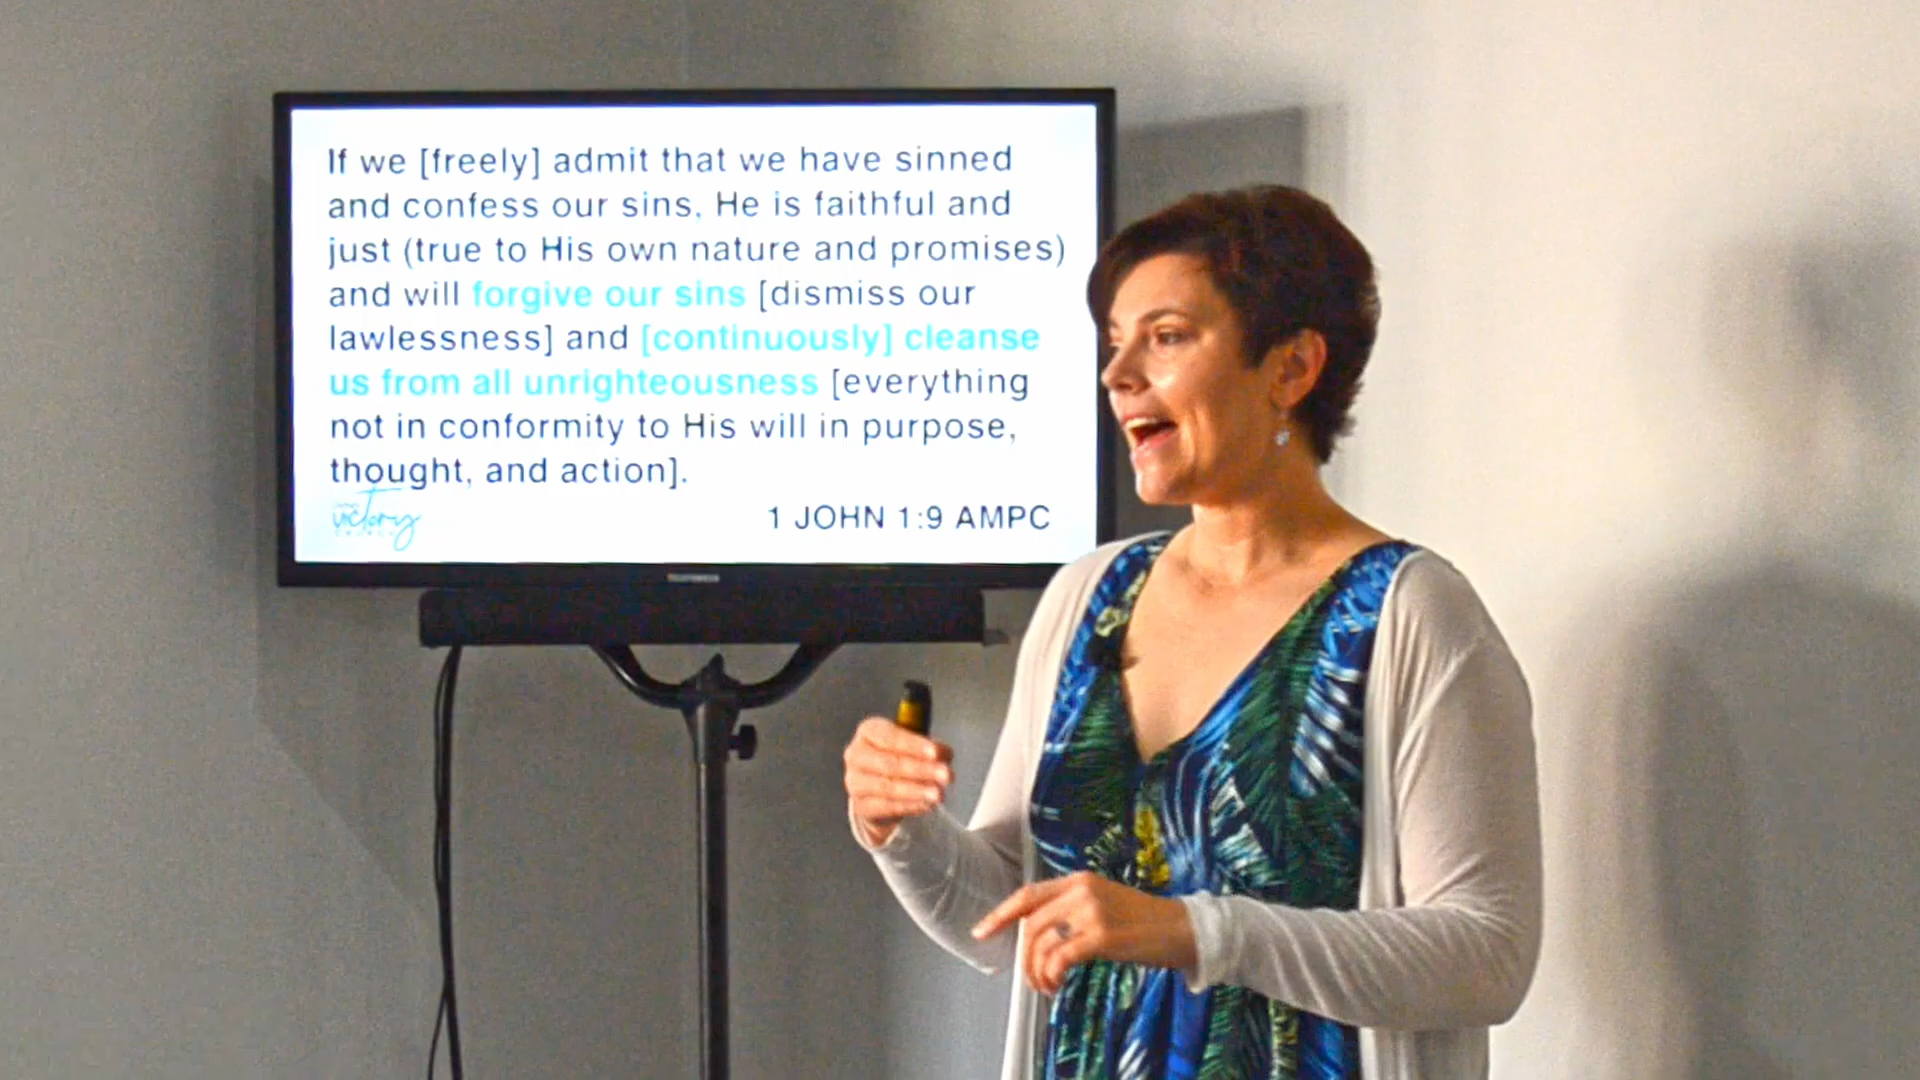 If we [freely] admit that we have sinned
and confess our sins, He is faithful and
just (true to His own nature and promises)
and will forgive our sins [dismiss our
lawlessness] and [continuously] cleanse
us from all unrighteousness [everything
not in conformity to His will in purpose,
thought, and action].
victory
CHURCH
1 JOHN 1:9 AMPC
TELEFUNKEN